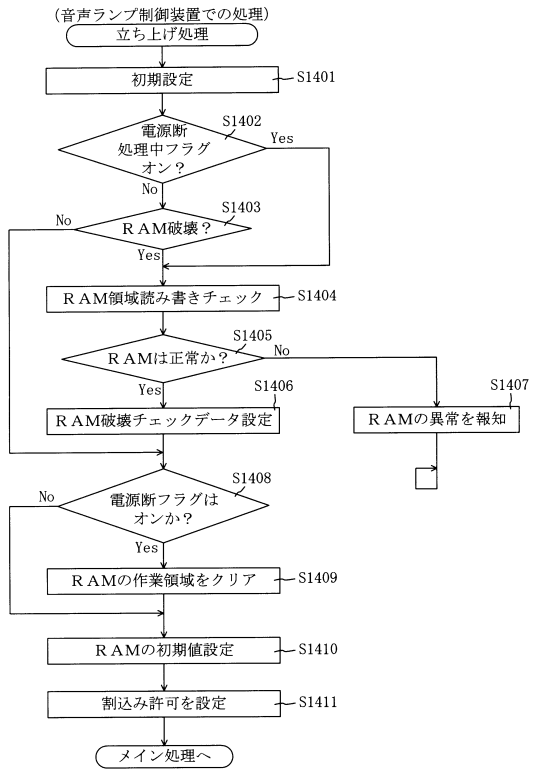 (音声ランプ制御装置での処理)
立ち上げ処理
初期設定
S1401
電源断
処理中フラグ
オン?
S1402
Yes
No
RAM破壊?
S1403
No
Yes
RAM領域読み書きチェック
S1404
RAMは正常か?
S1405
No
Yes
S1406
RAM破壊チェックデータ設定
S1407
RAMの異常を報知
電源断フラグは
オンか?
S1408
No
Yes
RAMの作業領域をクリア
S1409
RAMの初期値設定
S1410
割込み許可を設定
S1411
メイン処理へ